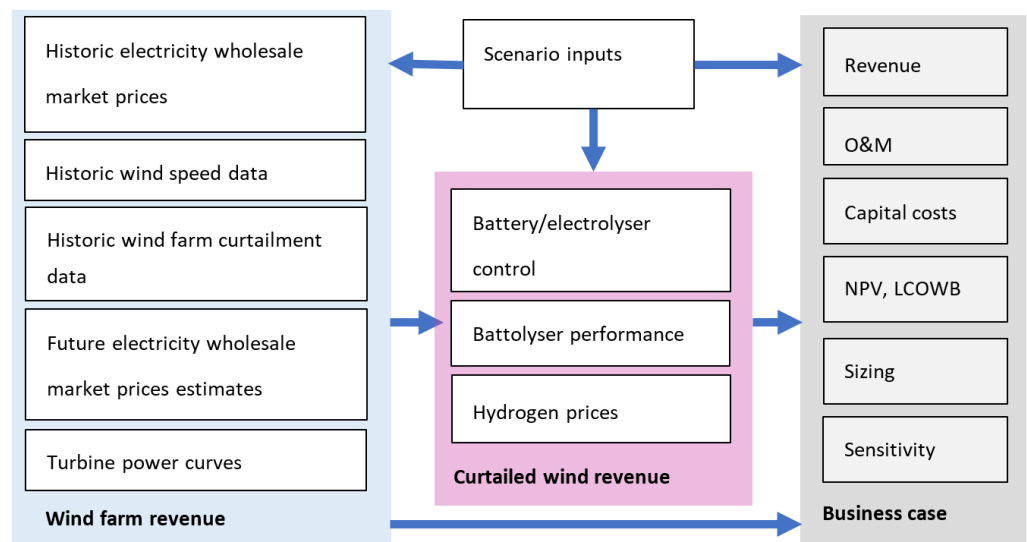 Historic electricity wholesale
market prices
Historic wind speed data
Historic wind farm curtailment
data
Future electricity wholesale
market prices estimates
Turbine power curves
Wind farm revenue
Scenario inputs
Battery/electrolyser
control
Battolyser performance
Hydrogen prices
Curtailed wind revenue
Revenue
O&M
Capital costs
NPV, LCOWB
Sizing
Sensitivity
Business case